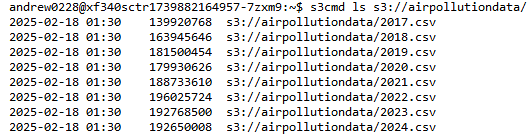 andrew0228@xf340sctr1739882164957-7zxm9:~$ s3cmd ls s3://airpollutiondata/
2025-02-18 01:30    139920768  s3://airpollutiondata/2017.csv
2025-02-18 01:30    163945646  s3://airpollutiondata/2018.csv
2025-02-18 01:30    181500454  s3://airpollutiondata/2019.csv
2025-02-18 01:30    179930626  s3://airpollutiondata/2020.csv
2025-02-18 01:30    188733610  s3://airpollutiondata/2021.csv
2025-02-18 01:30    196025724  s3://airpollutiondata/2022.csv
2025-02-18 01:30    192768500  s3://airpollutiondata/2023.csv
2025-02-18 01:30    192650008  s3://airpollutiondata/2024.csv